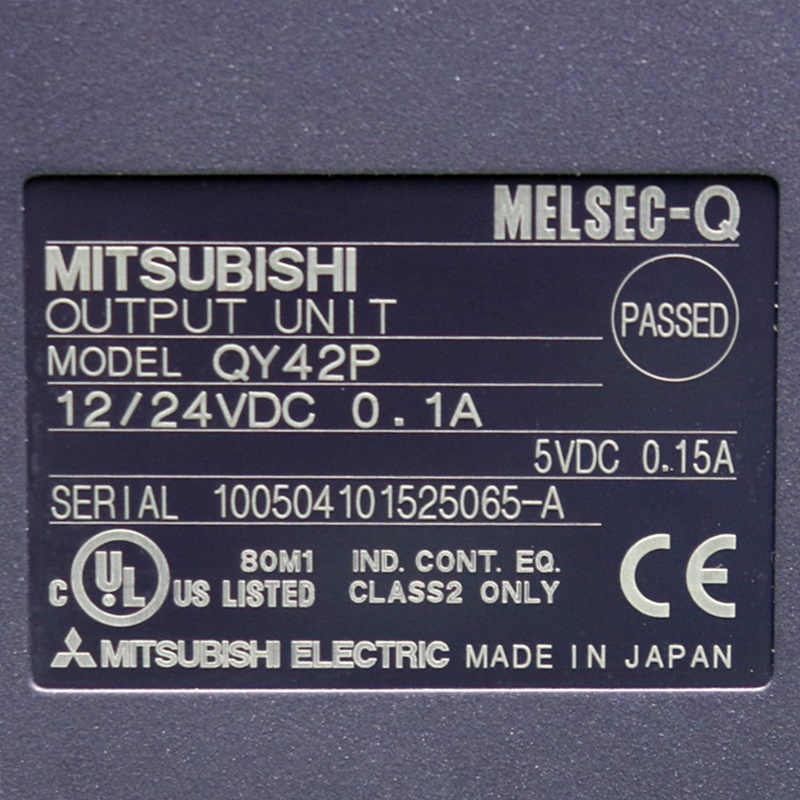 MELSEC-Q
MITSUBISHI
OUTPUT UNIT
PASSED
MODEL QY42P
12/24VDC 0.1A
5VDC 0.15A
SERIAL 100504101525065-A
C UL US LISTED
80M1 IND. CONT. EQ.
CLASS2 ONLY
CE
MITSUBISHI ELECTRIC MADE IN JAPAN